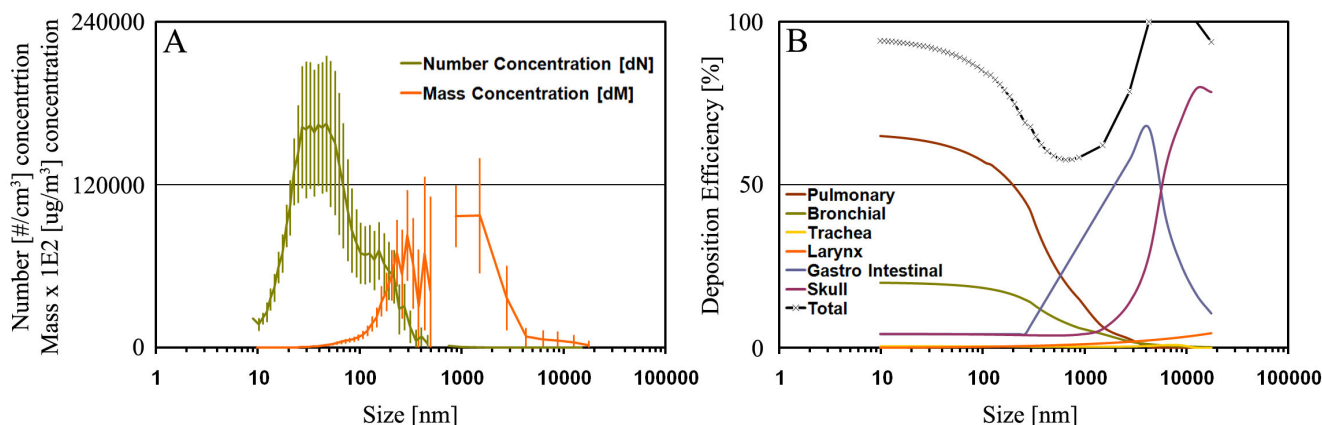 A
Number [#/cm³] concentrtion
Mass x 1E2 [ug/m³] concentration
240000
120000
0
Number Concentration [dN]
Mass Concentration [dM]
1
10
100
1000
10000
100000
Size [nm]
B
Deposition Efficiency [%]
100
50
0
Pulmonary
Bronchial
Trachea
Larynx
Gastro Intestinal
Skull
Total
1
10
100
1000
10000
100000
Size [nm]